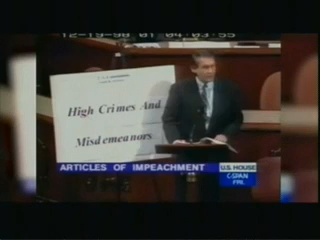 12-19-98 01 04:03:55
High Crimes And
Misdemeanors
ARTICLES OF IMPEACHMENT
U.S. HOUSE
C-SPAN
FRI.